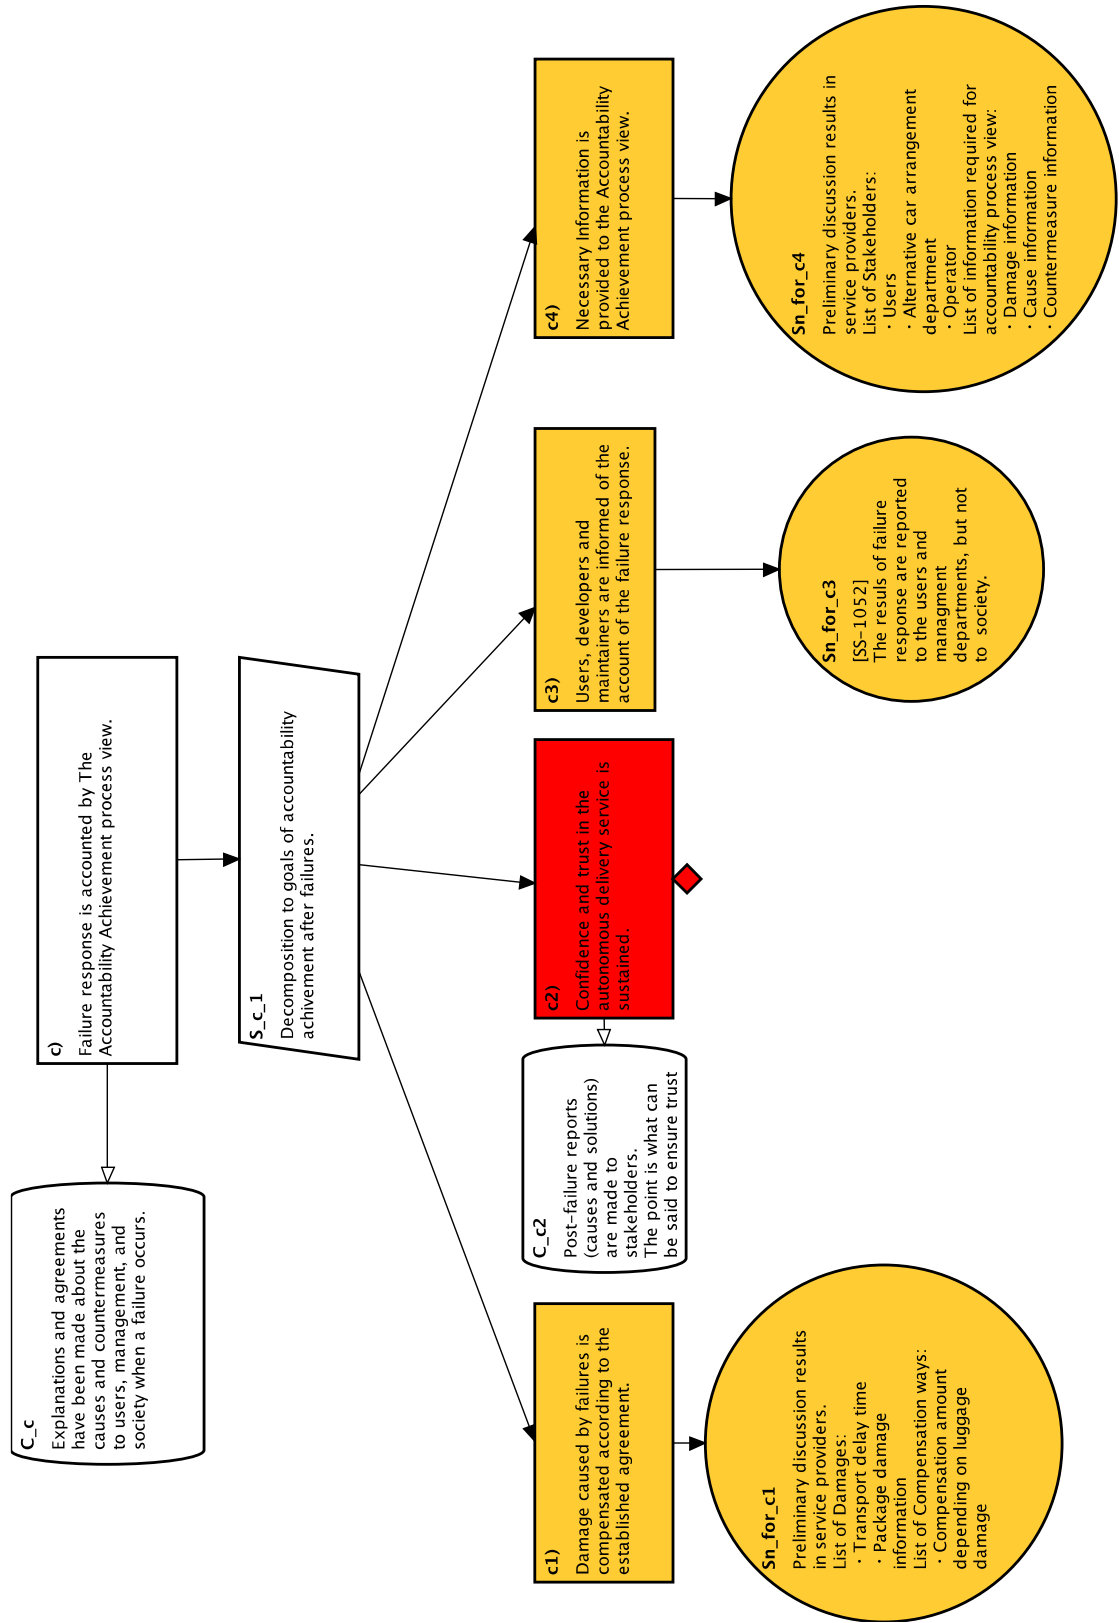 C_c
Explanations and agreements
have been made about the
causes and countermeasures
to users, management, and
society when a failure occurs.
c)
Failure response is accounted by The
Accountability Achievement process view.
S_c_1
Decomposition to goals of accountability
achivement after failures.
c1)
Damage caused by failures is
compensated according to the
established agreement.
C_c2
Post-failure reports
(causes and solutions)
are made to
stakeholders.
The point is what can
be said to ensure trust
c2)
Confidence and trust in the
autonomous delivery service is
sustained.
c3)
Users, developers and
maintainers are informed of the
account of the failure response.
c4)
Necessary Information is
provided to the Accountability
Achievement process view.
Sn_for_c1
Preliminary discussion results
in service providers.
List of Damages:
・Transport delay time
・Package damage
information
List of Compensation ways:
・Compensation amount
depending on luggage
damage
Sn_for_c3
[SS-1052]
The resuls of failure
response are reported
to the users and
managment
departments, but not
to society.
Sn_for_c4
Preliminary discussion results in
service providers.
List of Stakeholders:
・Users
・Alternative car arrangement
department
・Operator
List of information required for
accountability process view:
・Damage information
・Cause information
・Countermeasure information